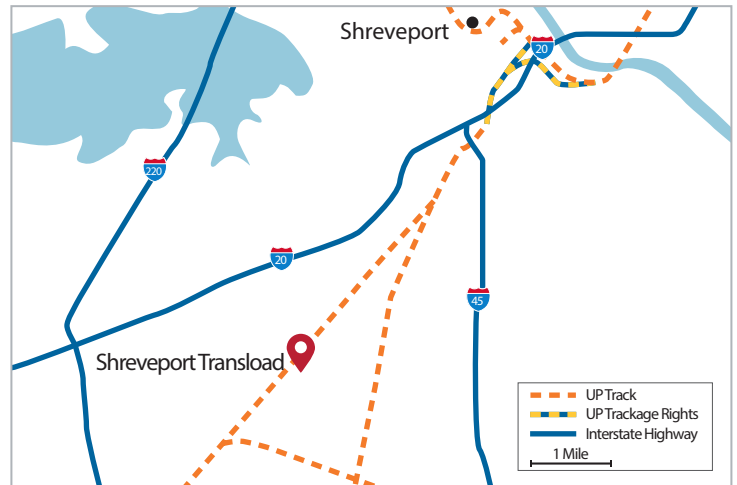 Shreveport
20
220
20
45
Shreveport Transload
UP Track
UP Trackage Rights
Interstate Highway
1 Mile